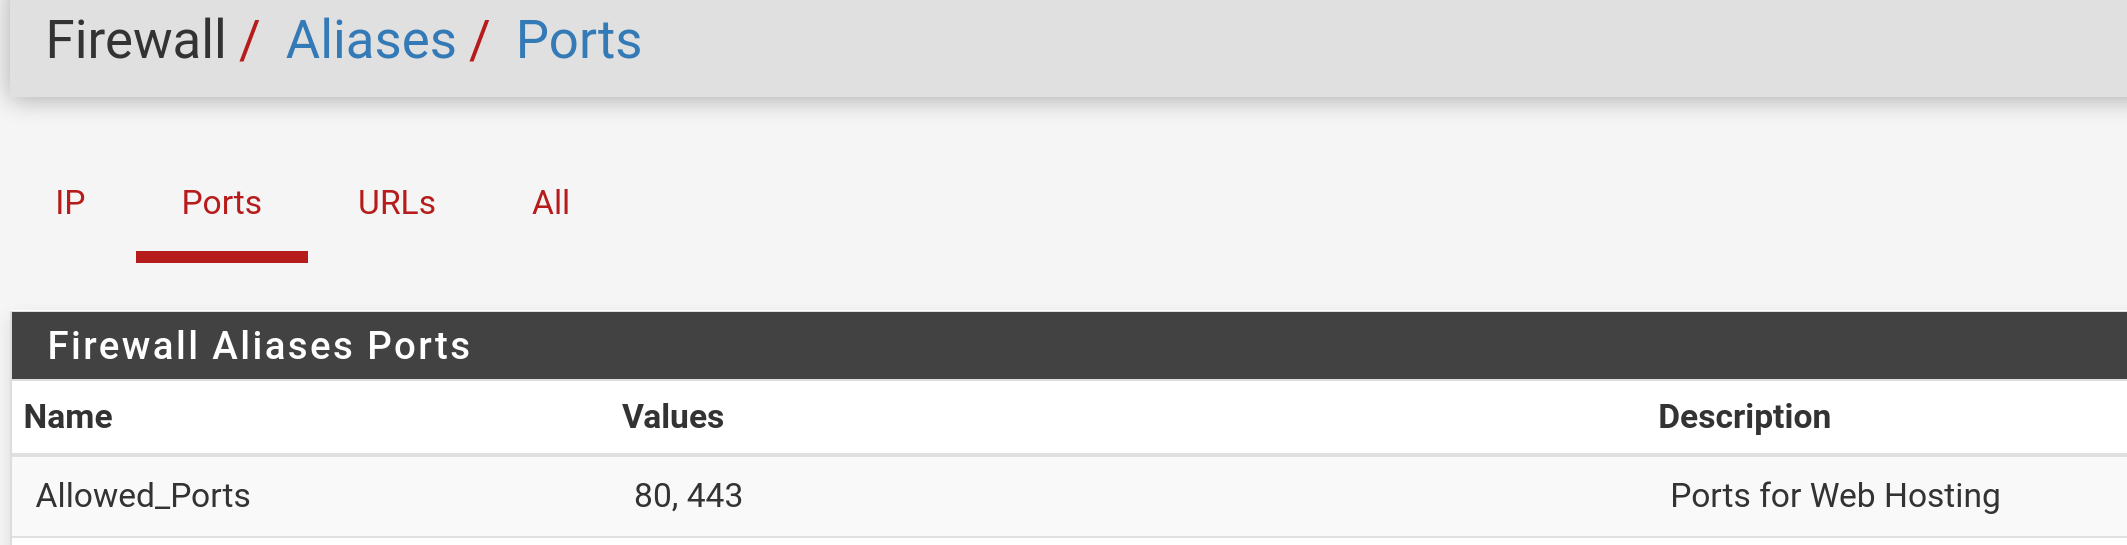 Firewall / Aliases / Ports
IP Ports URLs All
Firewall Aliases Ports
Name Values Description
Allowed_Ports 80, 443 Ports for Web Hosting